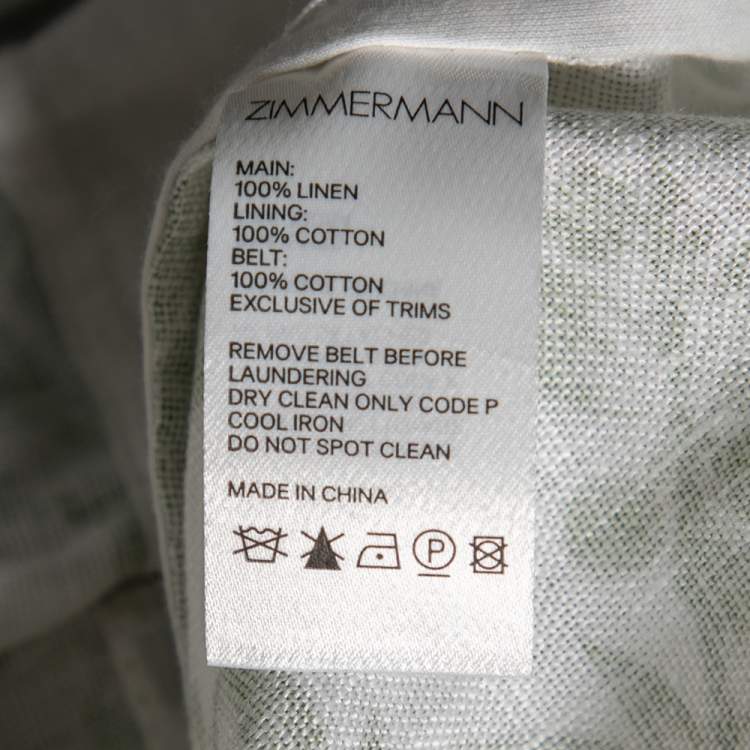 ZIMMERMANN
MAIN:
100% LINEN
LINING:
100% COTTON
BELT:
100% COTTON
EXCLUSIVE OF TRIMS
REMOVE BELT BEFORE
LAUNDERING
DRY CLEAN ONLY CODE P
COOL IRON
DO NOT SPOT CLEAN
MADE IN CHINA
P